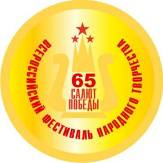 ВСЕРОССИЙСКИЙ ФЕСТИВАЛЬ НАРОДНОГО ТВОРЧЕСТВА
65
САЛЮТ
ПОБЕДЫ